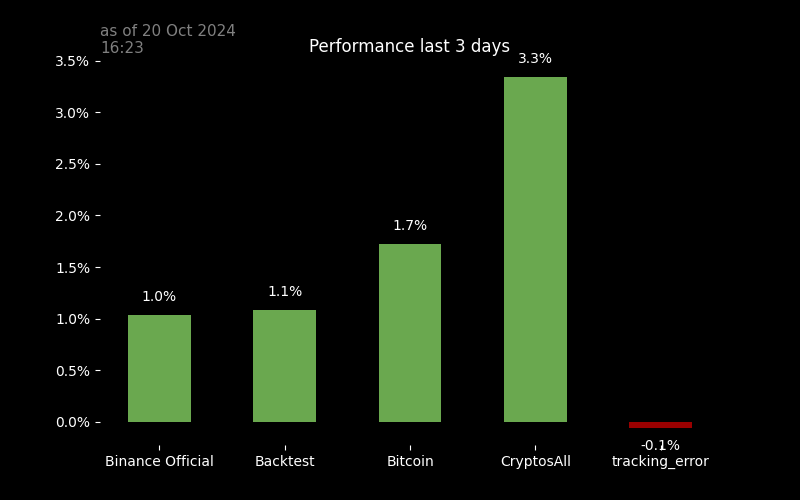 as of 20 Oct 2024
16:23
Performance last 3 days
3.5%
3.0%
2.5%
2.0%
1.5%
1.0%
0.5%
0.0%
1.0%
1.1%
1.7%
3.3%
-0.1%
Binance Official
Backtest
Bitcoin
CryptosAll
tracking_error